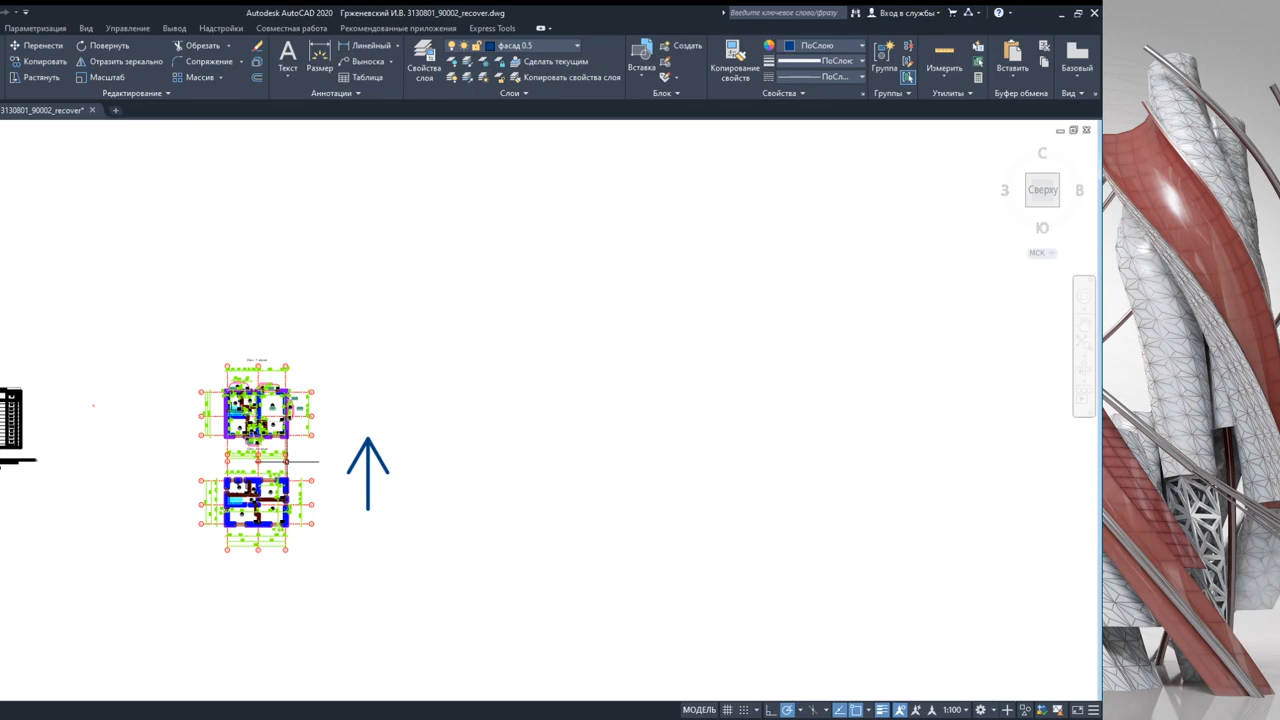 Autodesk AutoCAD 2020 Грженевский И.В. 3130801_90002_recover.dwg
Введите ключевое слово/фразу
Вход в службы
Параметризация Вид Управление Вывод Надстройки Совместная работа Рекомендованные приложения Express Tools
Перенести Повернуть Обрезать
Копировать Отразить зеркально Сопряжение
Растянуть Масштаб Массив
Редактирование
Текст Размер
Линейный
Выноска
Таблица
Аннотации
Свойства слоя
фасад 0.5
Сделать текущим
Копировать свойства слоя
Слои
Вставка
Создать
Блок
Копирование свойств
ПоСлою
ПоСлоис
ПоСл...
Свойства
Группа
Группы
Измерить
Утилиты
Вставить
Буфер обмена
Базовый
Вид
3130801_90002_recover*
С
З Сверху В
Ю
МСК
МОДЕЛЬ
1:100